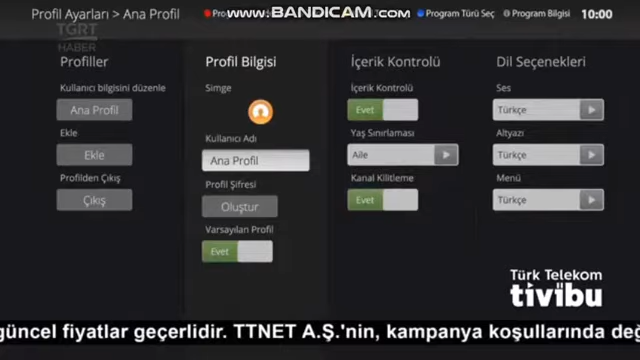 Profil Ayarları > Ana Profil
WWW.BANDICAM.COM
Program Türü Seç
Program Bilgisi
10:00
TGRT
HABER
Profiller
Kullanıcı bilgisini düzenle
Ana Profil
Ekle
Ekle
Profilden Çıkış
Çıkış
Profil Bilgisi
Simge
Kullanıcı Adı
Ana Profil
Profil Şifresi
Oluştur
Varsayılan Profil
Evet
İçerik Kontrolü
İçerik Kontrolü
Evet
Yaş Sınırlaması
Aile
Kanal Kilitleme
Evet
Dil Seçenekleri
Ses
Türkçe
Altyazı
Türkçe
Menü
Türkçe
Türk Telekom
tivibu
güncel fiyatlar geçerlidir. TTNET A.Ş.'nin, kampanya koşullarında değ